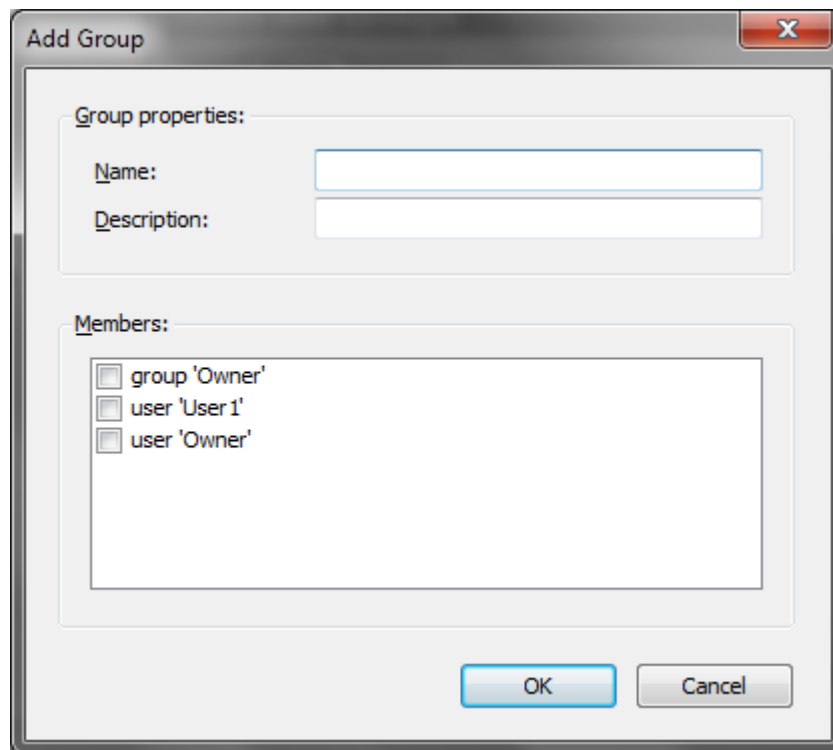 Add Group
Group properties:
Name:
Description:
Members:
group 'Owner'
user 'User1'
user 'Owner'
OK Cancel